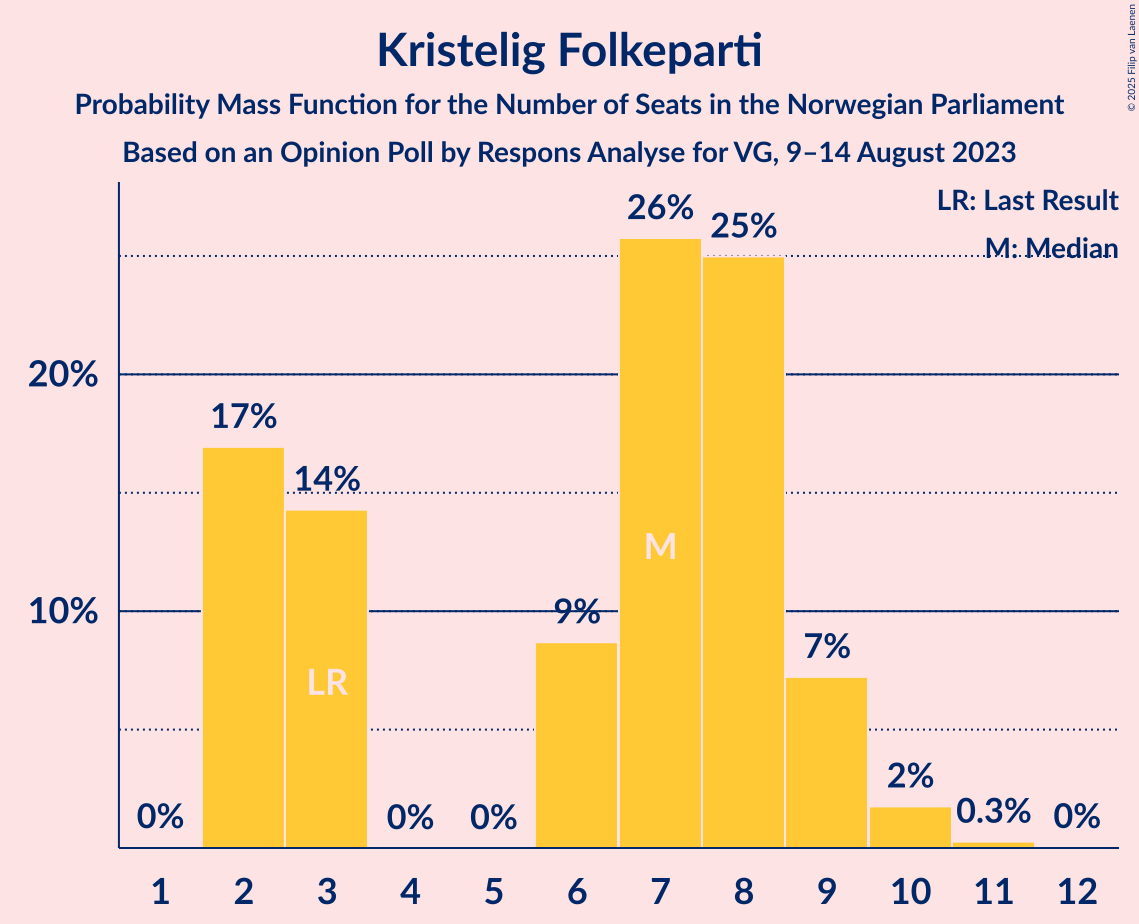 Kristelig Folkeparti
Probability Mass Function for the Number of Seats in the Norwegian Parliament
Based on an Opinion Poll by Respons Analyse for VG, 9–14 August 2023
© 2025 Filip van Laenen
LR: Last Result
M: Median
26%
25%
20%
17%
14%
M
10%
9%
7%
LR
2%
0%
0%
0%
0.3%
0%
1 2 3 4 5 6 7 8 9 10 11 12